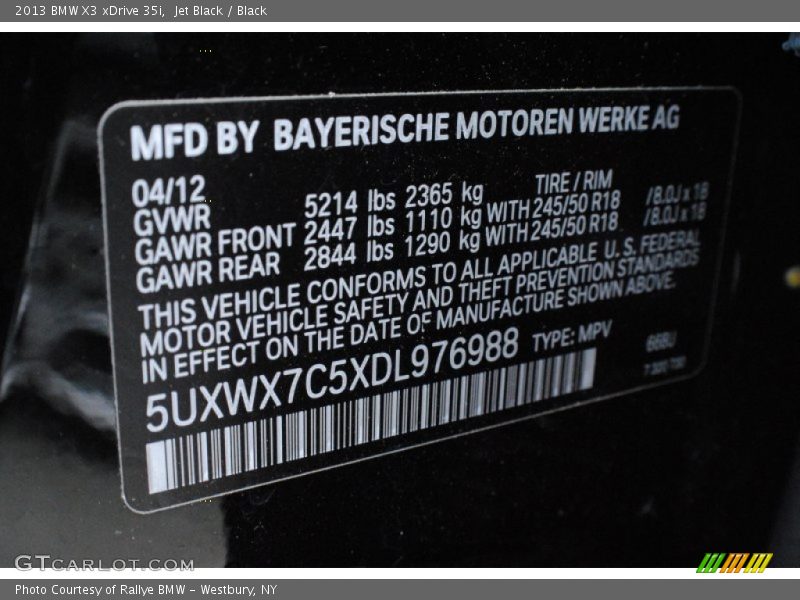 2013 BMW X3 xDrive 35i,  Jet Black / Black
MFD BY BAYERISCHE MOTOREN WERKE AG
04/12 TIRE / RIM
GVWR 5214 lbs 2365 kg
GAWR FRONT 2447 lbs 1110 kg WITH 245/50 R18 /8.0J x 18
GAWR REAR 2844 lbs 1290 kg WITH 245/50 R18 /8.0J x 18
THIS VEHICLE CONFORMS TO ALL APPLICABLE U. S. FEDERAL
MOTOR VEHICLE SAFETY AND THEFT PREVENTION STANDARDS
IN EFFECT ON THE DATE OF MANUFACTURE SHOWN ABOVE.
5UXWX7C5XDL976988 TYPE: MPV
GTCARLOT.COM
Photo Courtesy of Rallye BMW – Westbury, NY